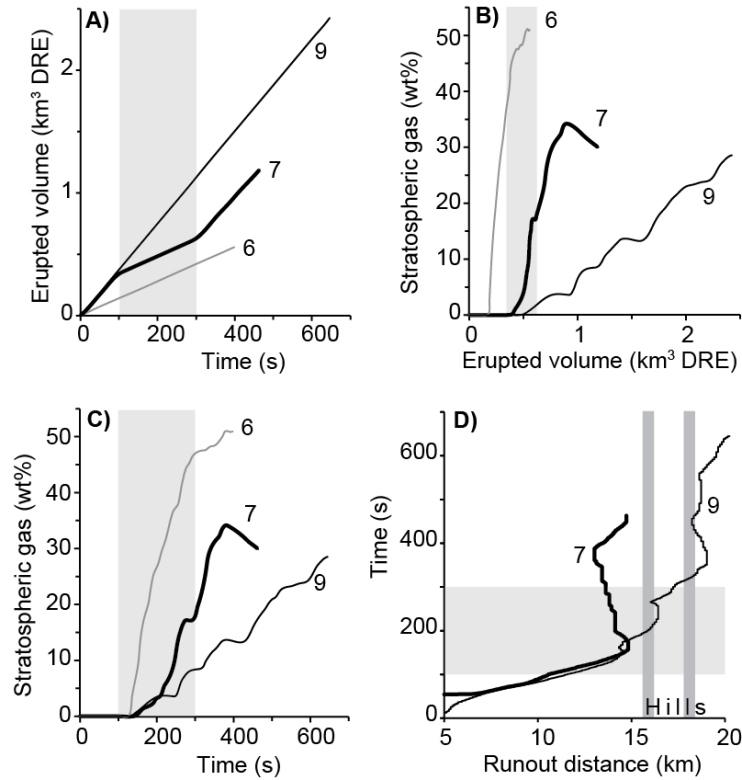 A)
Erupted volume (km³ DRE)
2
1
0
0 200 400 600
Time (s)
9
7
6
B)
Stratospheric gas (wt%)
50
40
30
20
10
0
0 1 2
Erupted volume (km³ DRE)
6
7
9
C)
Stratospheric gas (wt%)
50
40
30
20
10
0
0 200 400 600
Time (s)
6
7
9
D)
Time (s)
600
400
200
0
5 10 15 20
Runout distance (km)
7
9
Hills